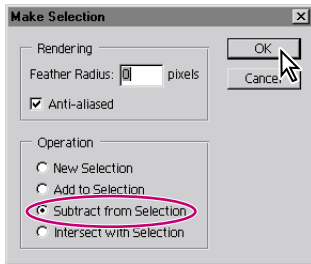 Make Selection
Rendering
OK
Feather Radius: 0 pixels
Cancel
Anti-aliased
Operation
New Selection
Add to Selection
Subtract from Selection
Intersect with Selection